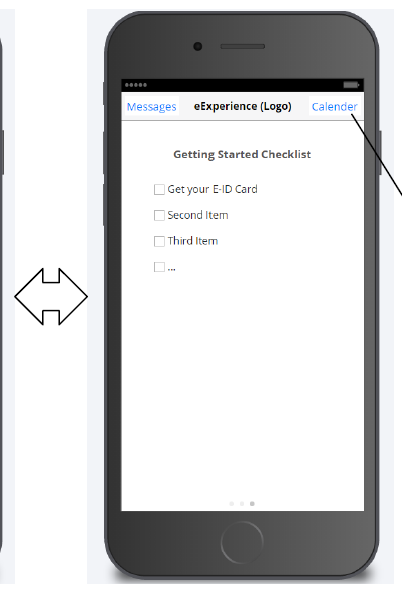 Messages eExperience (Logo) Calender
Getting Started Checklist
Get your E-ID Card
Second Item
Third Item
...